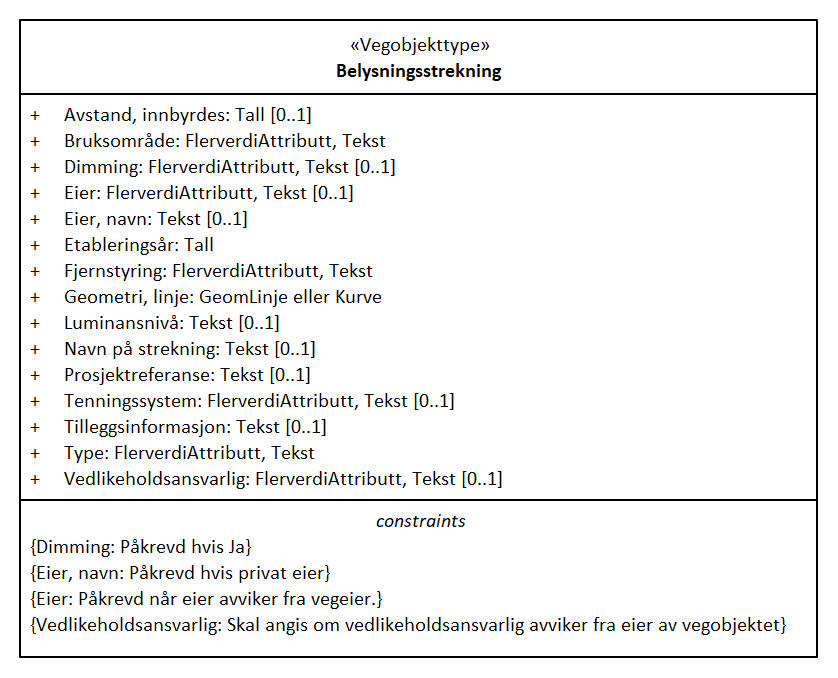 «Vegobjekttype»
Belysningsstrekning
+ Avstand, innbyrdes: Tall [0..1]
+ Bruksområde: FlerverdiAttributt, Tekst
+ Dimming: FlerverdiAttributt, Tekst [0..1]
+ Eier: FlerverdiAttributt, Tekst [0..1]
+ Eier, navn: Tekst [0..1]
+ Etableringsår: Tall
+ Fjernstyring: FlerverdiAttributt, Tekst
+ Geometri, linje: GeomLinje eller Kurve
+ Luminansnivå: Tekst [0..1]
+ Navn på strekning: Tekst [0..1]
+ Prosjektreferanse: Tekst [0..1]
+ Tenningssystem: FlerverdiAttributt, Tekst [0..1]
+ Tilleggsinformasjon: Tekst [0..1]
+ Type: FlerverdiAttributt, Tekst
+ Vedlikeholdsansvarlig: FlerverdiAttributt, Tekst [0..1]
constraints
{Dimming: Påkrevd hvis Ja}
{Eier, navn: Påkrevd hvis privat eier}
{Eier: Påkrevd når eier avviker fra vegeier.}
{Vedlikeholdsansvarlig: Skal angis om vedlikeholdsansvarlig avviker fra eier av vegobjektet}